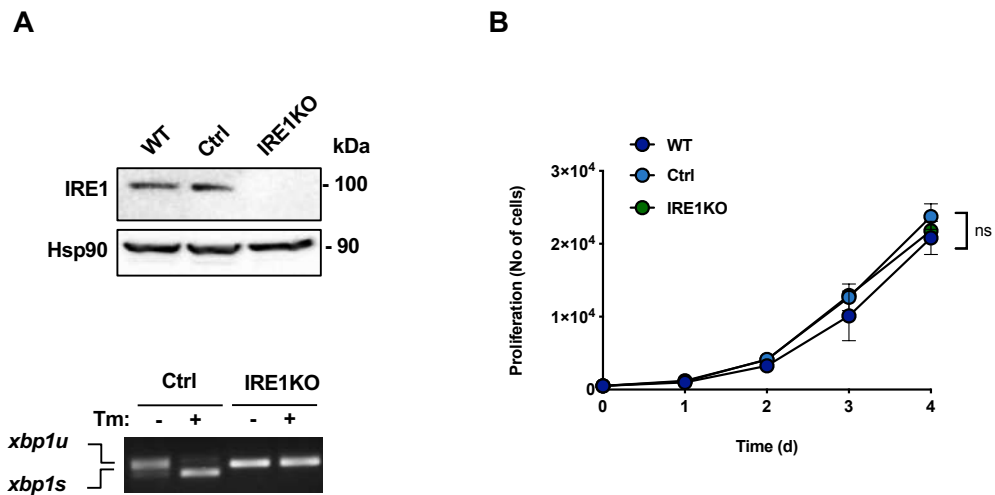 A
B
WT Ctrl IRE1KO
kDa
IRE1
- 100
Hsp90
- 90
Ctrl IRE1KO
Tm: - + - +
xbp1u
xbp1s
WT
Ctrl
IRE1KO
Proliferation (No of cells)
3×10⁴
2×10⁴
1×10⁴
0
0 1 2 3 4
Time (d)
ns